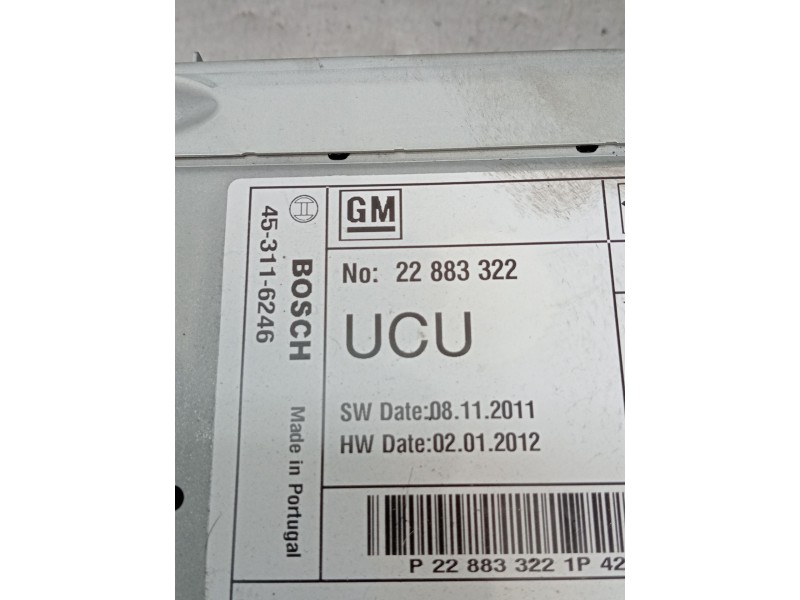 GM
No: 22 883 322
UCU
SW Date:08.11.2011
HW Date:02.01.2012
P 22 883 322 1P 42
45-311-6246
BOSCH Made in Portugal